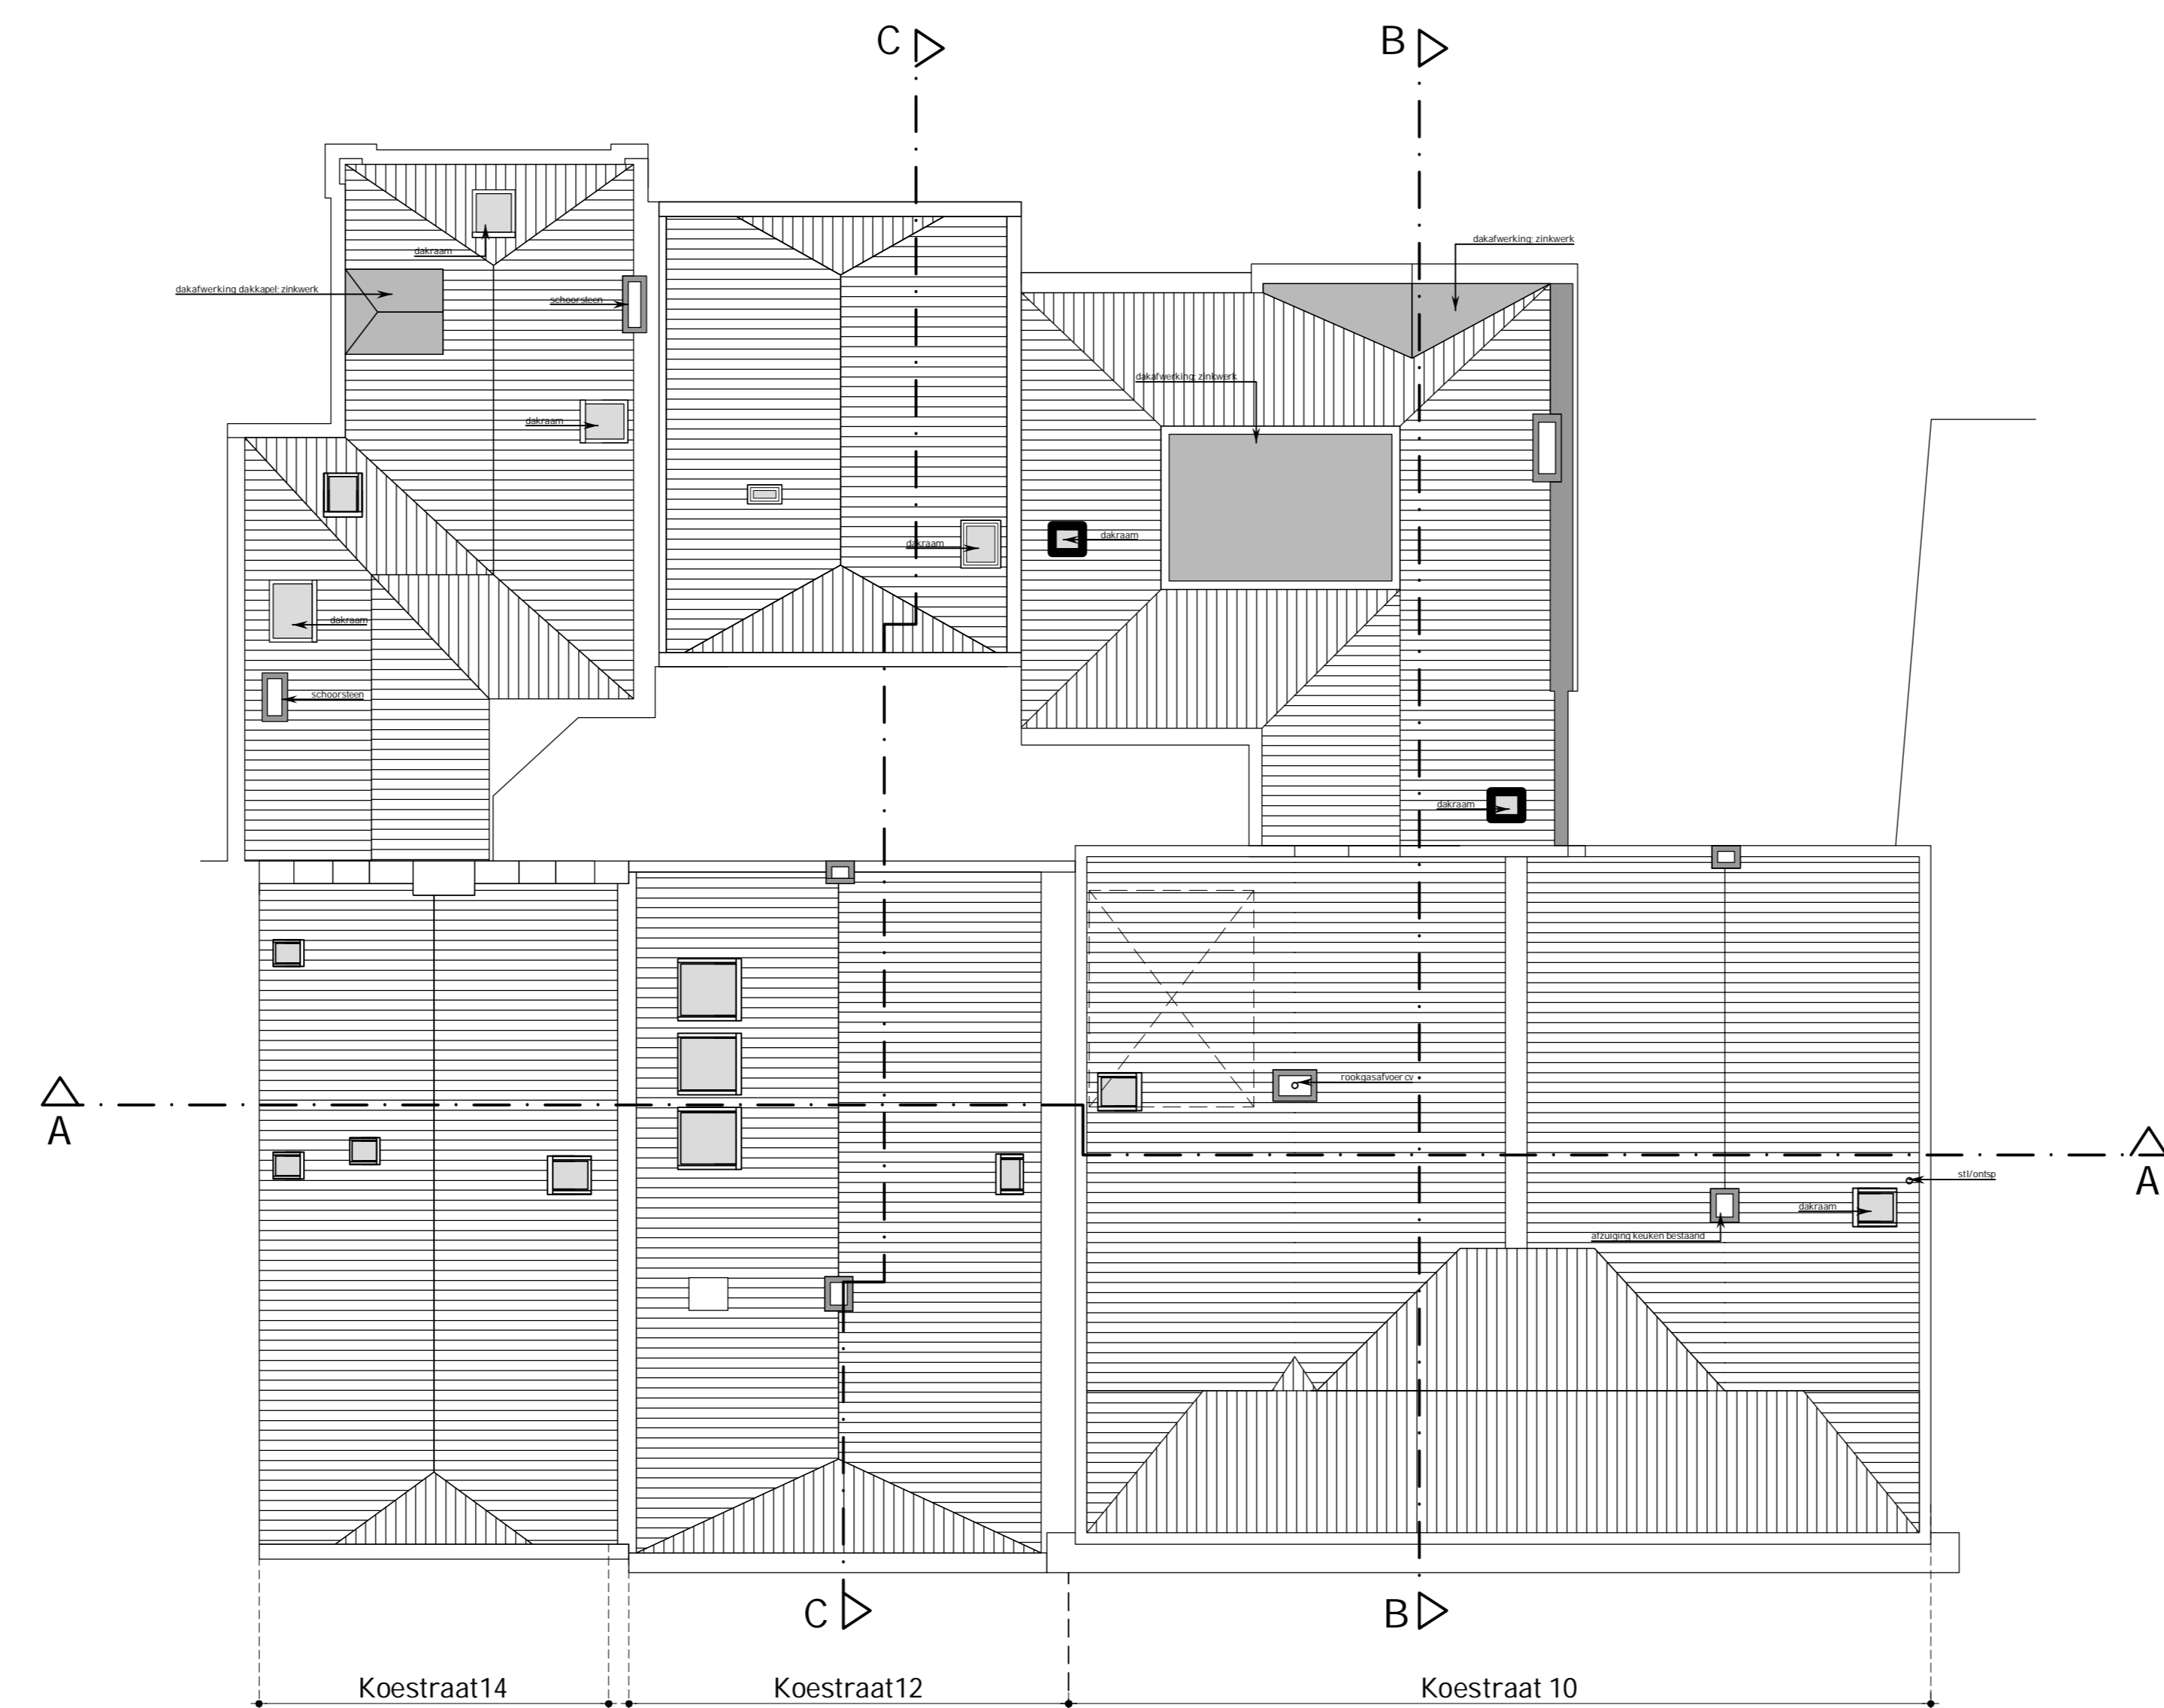 C
B
dakafwerking: zinkwerk
dakraam
dakafwerking dakkapel: zinkwerk
schoorsteen
dakafwerking: zinkwerk
dakraam
dakraam
dakraam
dakraam
schoorsteen
dakraam
rookgasafvoer cv
A
A
stl/ontsp
dakraam
afzuiging keuken bestaand
C
B
Koestraat14
Koestraat12
Koestraat 10